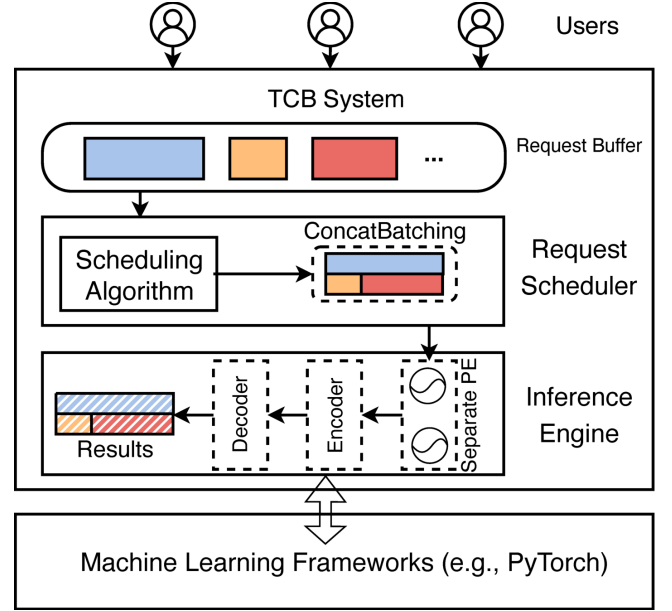 Users
TCB System
Request Buffer
...
ConcatBatching
Scheduling
Algorithm
Request
Scheduler
Separate PE
Encoder
Decoder
Results
Inference
Engine
Machine Learning Frameworks (e.g., PyTorch)